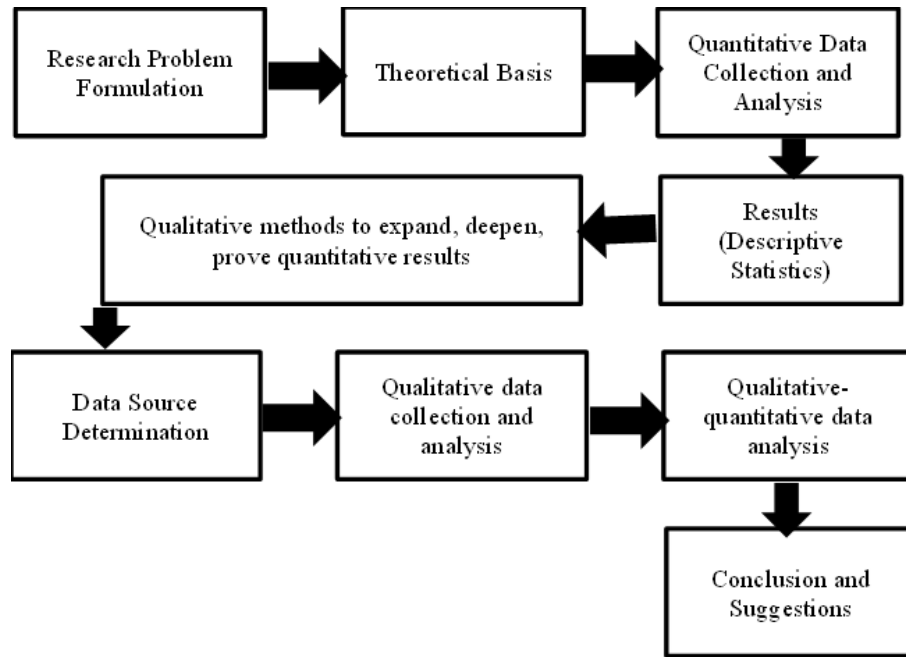 Research Problem
Formulation
Theoretical Basis
Quantitative Data
Collection and
Analysis
Results
(Descriptive
Statistics)
Qualitative methods to expand, deepen,
prove quantitative results
Data Source
Determination
Qualitative data
collection and
analysis
Qualitative-
quantitative data
analysis
Conclusion and
Suggestions